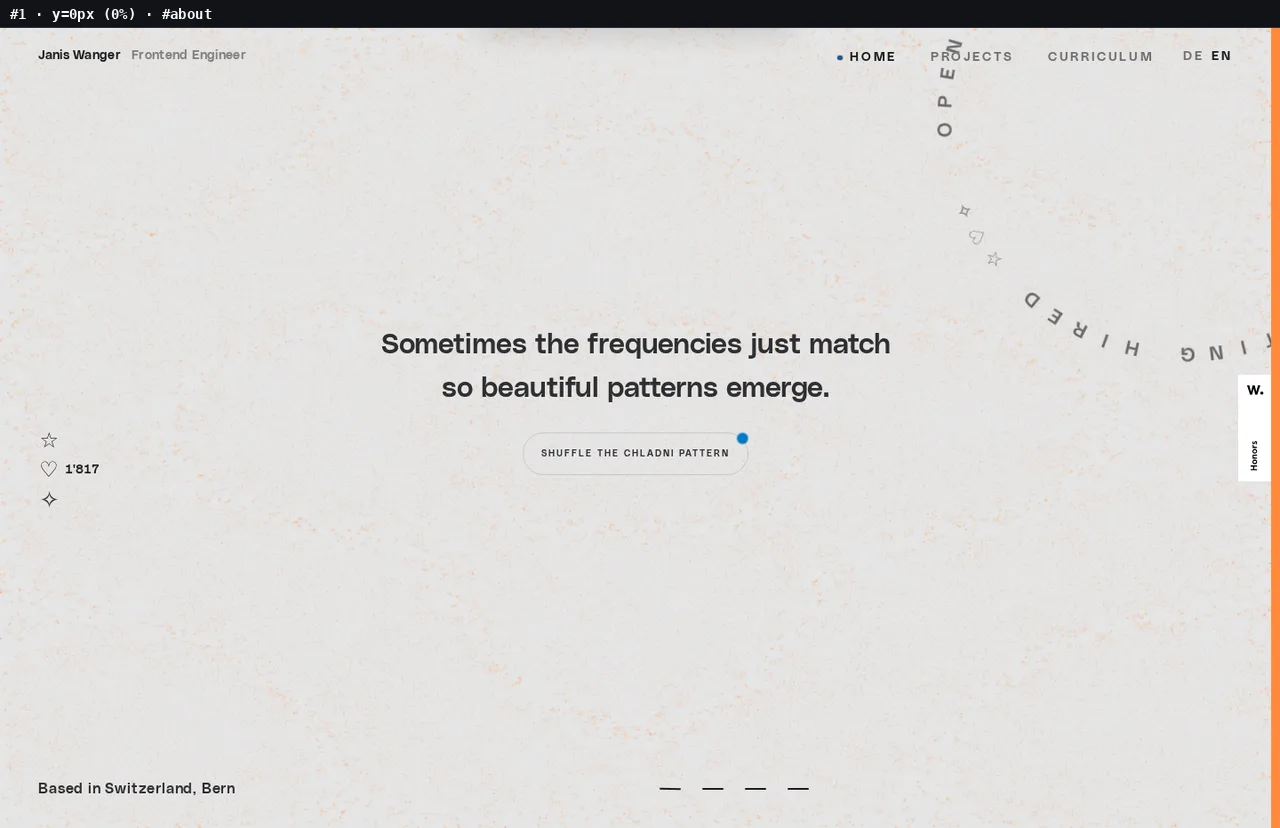 #1 · y=0px (0%) · #about
Janis Wanger Frontend Engineer
HOME PROJECTS CURRICULUM DE EN
OPEN
HIRED
Sometimes the frequencies just match
so beautiful patterns emerge.
SHUFFLE THE CHLADNI PATTERN
1'817
W.
Honors
Based in Switzerland, Bern